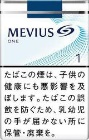 MEVIUS
ONE
1
たばこの煙は、子供の
健康にも悪影響を及
ぼします。たばこの誤
飲を防ぐため、乳幼児
の手が届かない所に
保管・廃棄を。